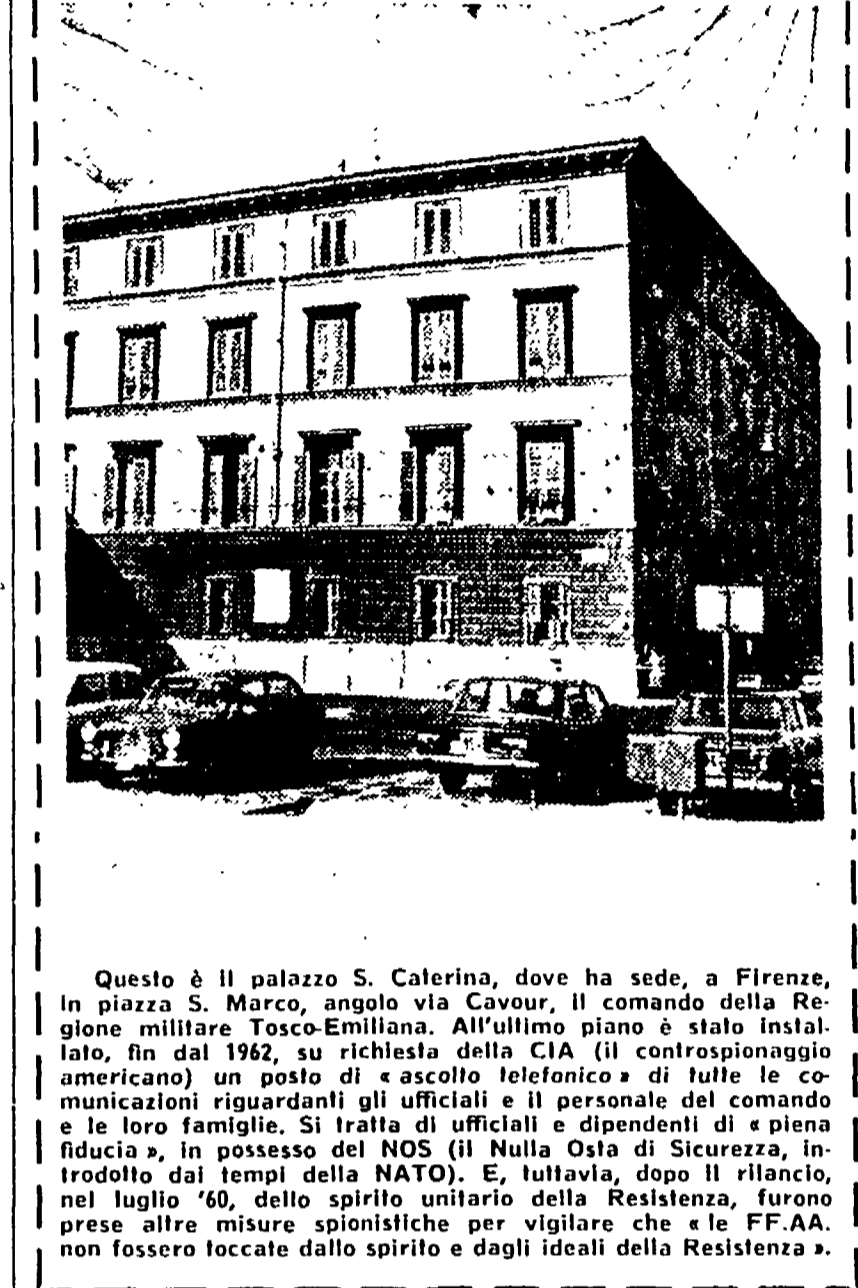 Questo è il palazzo S. Caterina, dove ha sede, a Firenze,
in piazza S. Marco, angolo via Cavour, il comando della Re-
gione militare Tosco-Emiliana. All'ultimo piano è stato instal-
lato, fin dal 1962, su richiesta della CIA (il controspionaggio
americano) un posto di « ascolto telefonico » di tutte le co-
municazioni riguardanti gli ufficiali e il personale del comando
e le loro famiglie. Si tratta di ufficiali e dipendenti di « piena
fiducia », in possesso del NOS (il Nulla Osta di Sicurezza, in-
trodotto dai tempi della NATO). E, tuttavia, dopo il rilancio,
nel luglio '60, dello spirito unitario della Resistenza, furono
prese altre misure spionistiche per vigilare che « le FF.AA.
non fossero toccate dallo spirito e dagli ideali della Resistenza ».